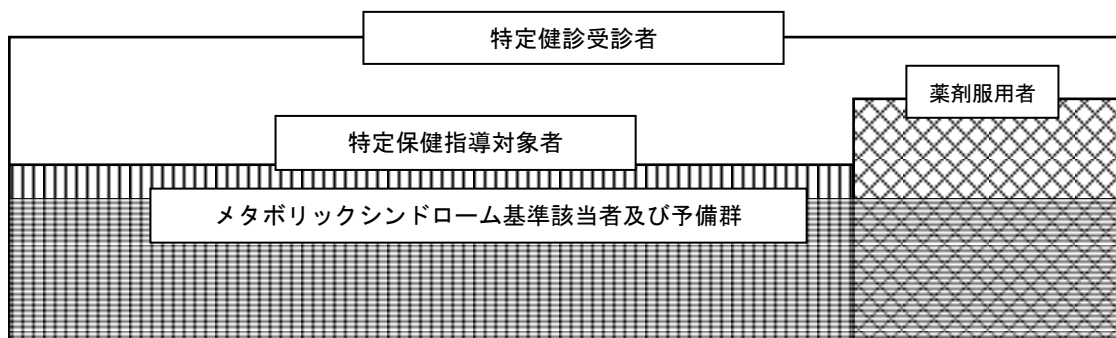 特定健診受診者
薬剤服用者
特定保健指導対象者
メタボリックシンドローム基準該当者及び予備群